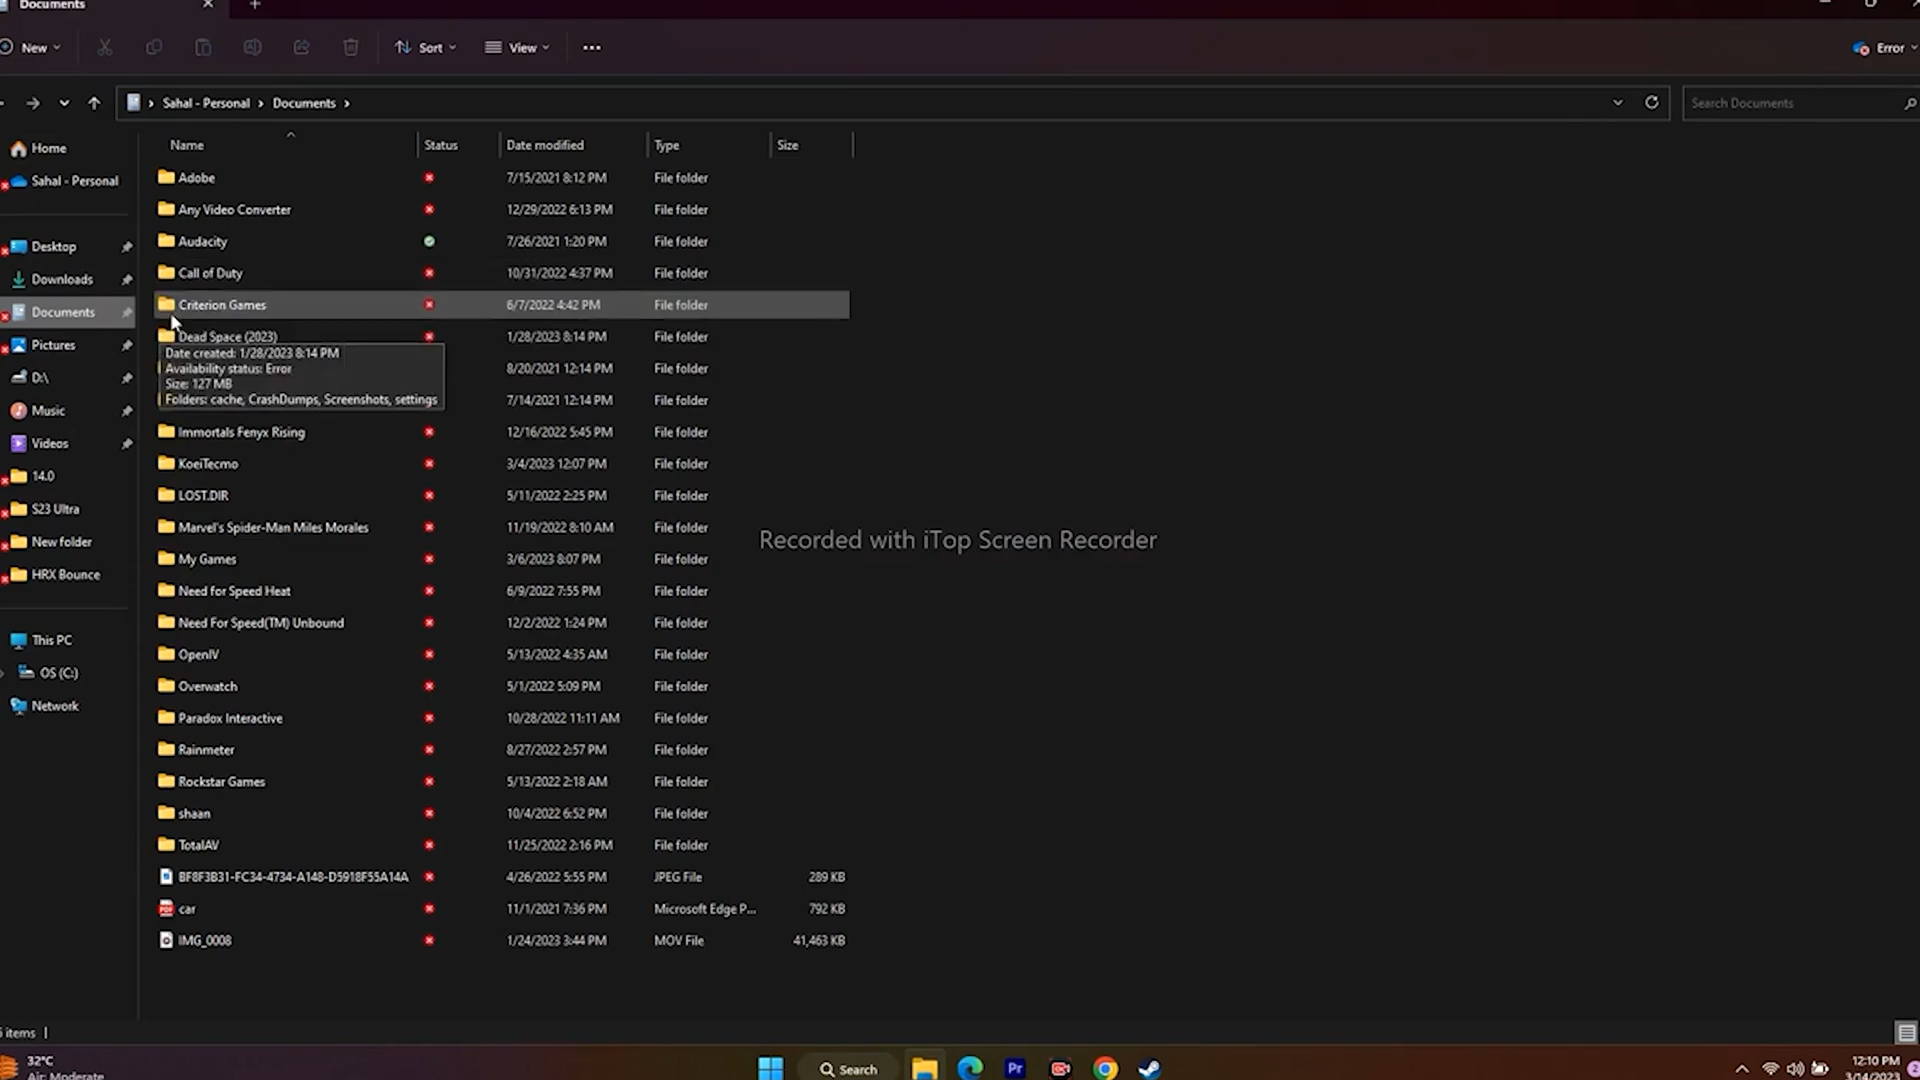 Documents
New
Sort
View
Error
Sahal - Personal
Documents
Search Documents
Home
Sahal - Personal
Desktop
Downloads
Documents
Pictures
D:\
Music
Videos
14.0
S23 Ultra
New folder
HRX Bounce
This PC
OS (C:)
Network
Name Status Date modified Type Size
Adobe 7/15/2021 8:12 PM File folder
Any Video Converter 12/29/2022 6:13 PM File folder
Audacity 7/26/2021 1:20 PM File folder
Call of Duty 10/31/2022 4:37 PM File folder
Criterion Games 6/7/2022 4:42 PM File folder
Dead Space (2023) 1/28/2023 8:14 PM File folder
Date created: 1/28/2023 8:14 PM
Availability status: Error
Size: 127 MB
Folders: cache, CrashDumps, Screenshots, settings
8/20/2021 12:14 PM File folder
7/14/2021 12:14 PM File folder
Immortals Fenyx Rising 12/16/2022 5:45 PM File folder
KoeiTecmo 3/4/2023 12:07 PM File folder
LOST.DIR 5/11/2022 2:25 PM File folder
Marvel's Spider-Man Miles Morales 11/19/2022 8:10 AM File folder
My Games 3/6/2023 8:07 PM File folder
Need for Speed Heat 6/9/2022 7:55 PM File folder
Need For Speed(TM) Unbound 12/2/2022 1:24 PM File folder
OpenIV 5/13/2022 4:35 AM File folder
Overwatch 5/1/2022 5:09 PM File folder
Paradox Interactive 10/28/2022 11:11 AM File folder
Rainmeter 8/27/2022 2:57 PM File folder
Rockstar Games 5/13/2022 2:18 AM File folder
shaan 10/4/2022 6:52 PM File folder
TotalAV 11/25/2022 2:16 PM File folder
BF8F3B31-FC34-4734-A148-D5918F55A14A 4/26/2022 5:55 PM JPEG File 289 KB
car 11/1/2021 7:36 PM Microsoft Edge P... 792 KB
IMG_0008 1/24/2023 3:44 PM MOV File 41,463 KB
Recorded with iTop Screen Recorder
items
32°C
Air: Moderate
Search
Pr
12:10 PM
3/14/2023
2